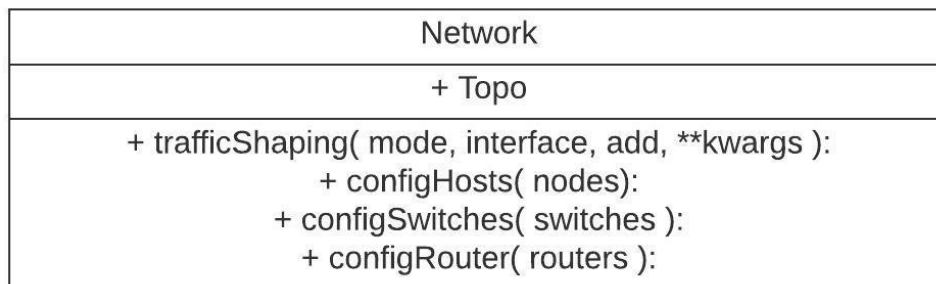 Network
+ Topo
+ trafficShaping( mode, interface, add, **kwargs ):
+ configHosts( nodes):
+ configSwitches( switches ):
+ configRouter( routers ):